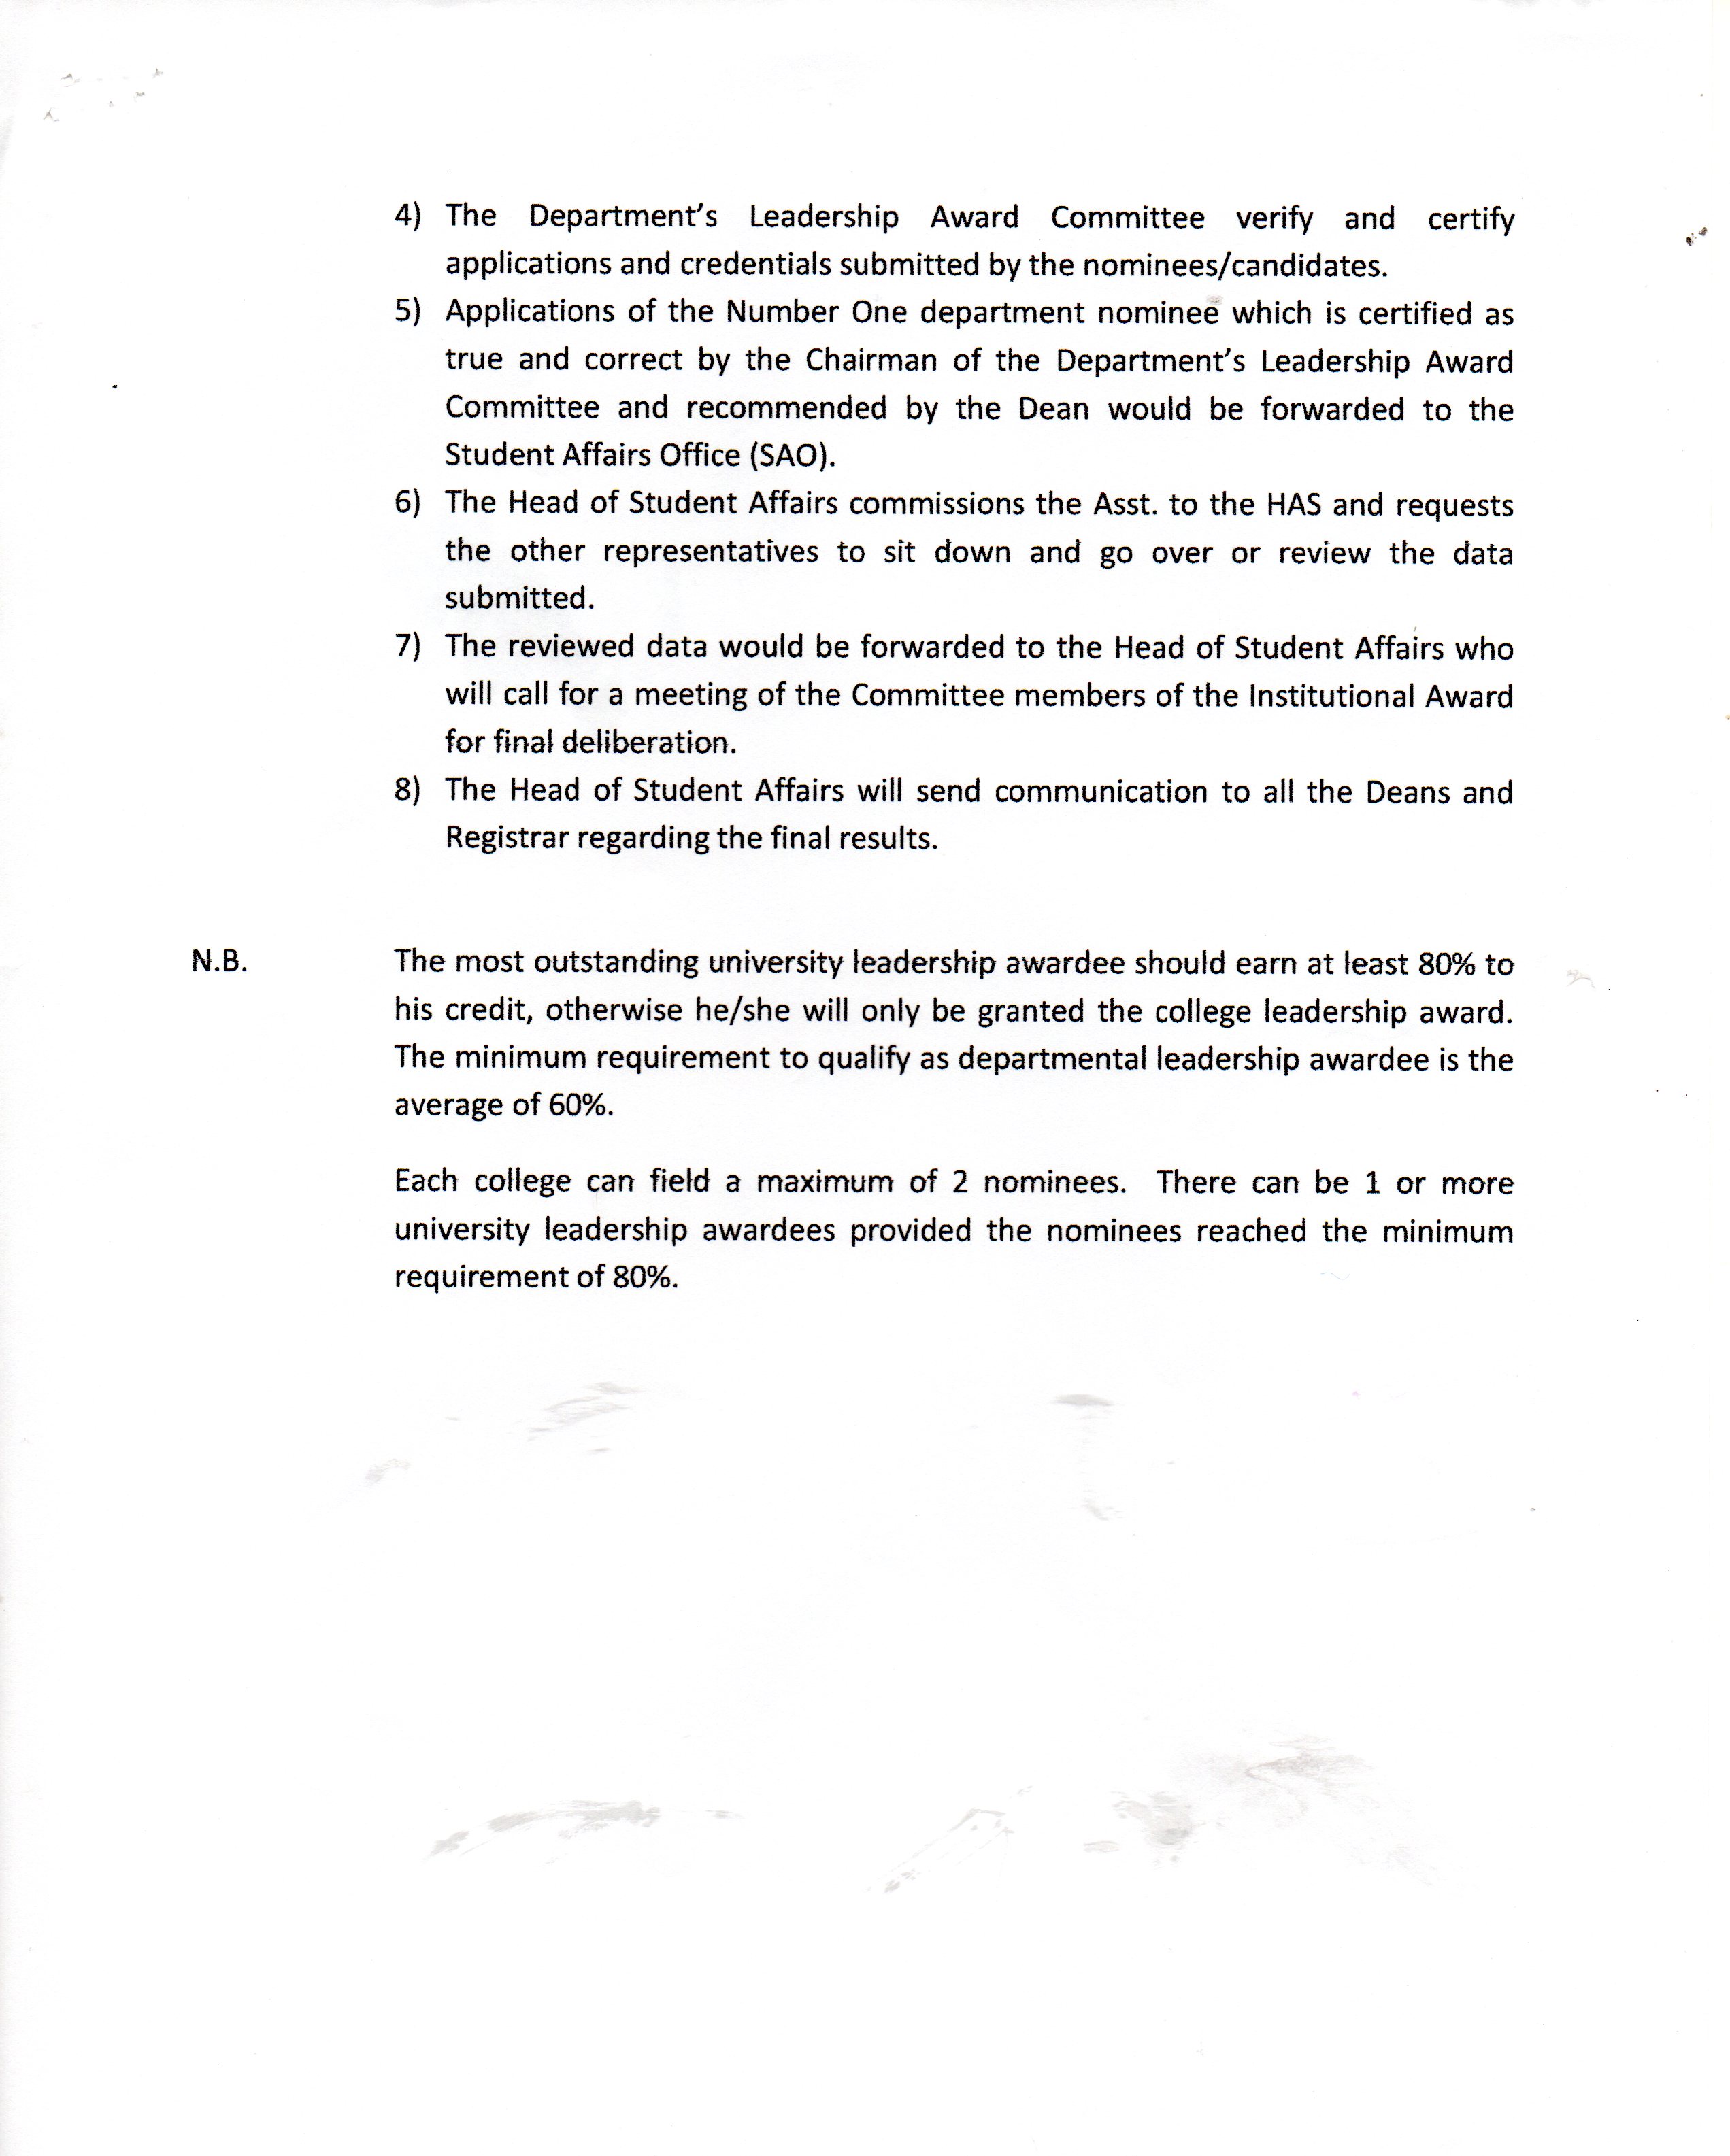 4) The Department's Leadership Award Committee verify and certify
applications and credentials submitted by the nominees/candidates.
5) Applications of the Number One department nominee which is certified as
true and correct by the Chairman of the Department's Leadership Award
Committee and recommended by the Dean would be forwarded to the
Student Affairs Office (SAO).
6) The Head of Student Affairs commissions the Asst. to the HAS and requests
the other representatives to sit down and go over or review the data
submitted.
7) The reviewed data would be forwarded to the Head of Student Affairs who
will call for a meeting of the Committee members of the Institutional Award
for final deliberation.
8) The Head of Student Affairs will send communication to all the Deans and
Registrar regarding the final results.
N.B. The most outstanding university leadership awardee should earn at least 80% to
his credit, otherwise he/she will only be granted the college leadership award.
The minimum requirement to qualify as departmental leadership awardee is the
average of 60%.
Each college can field a maximum of 2 nominees. There can be 1 or more
university leadership awardees provided the nominees reached the minimum
requirement of 80%.